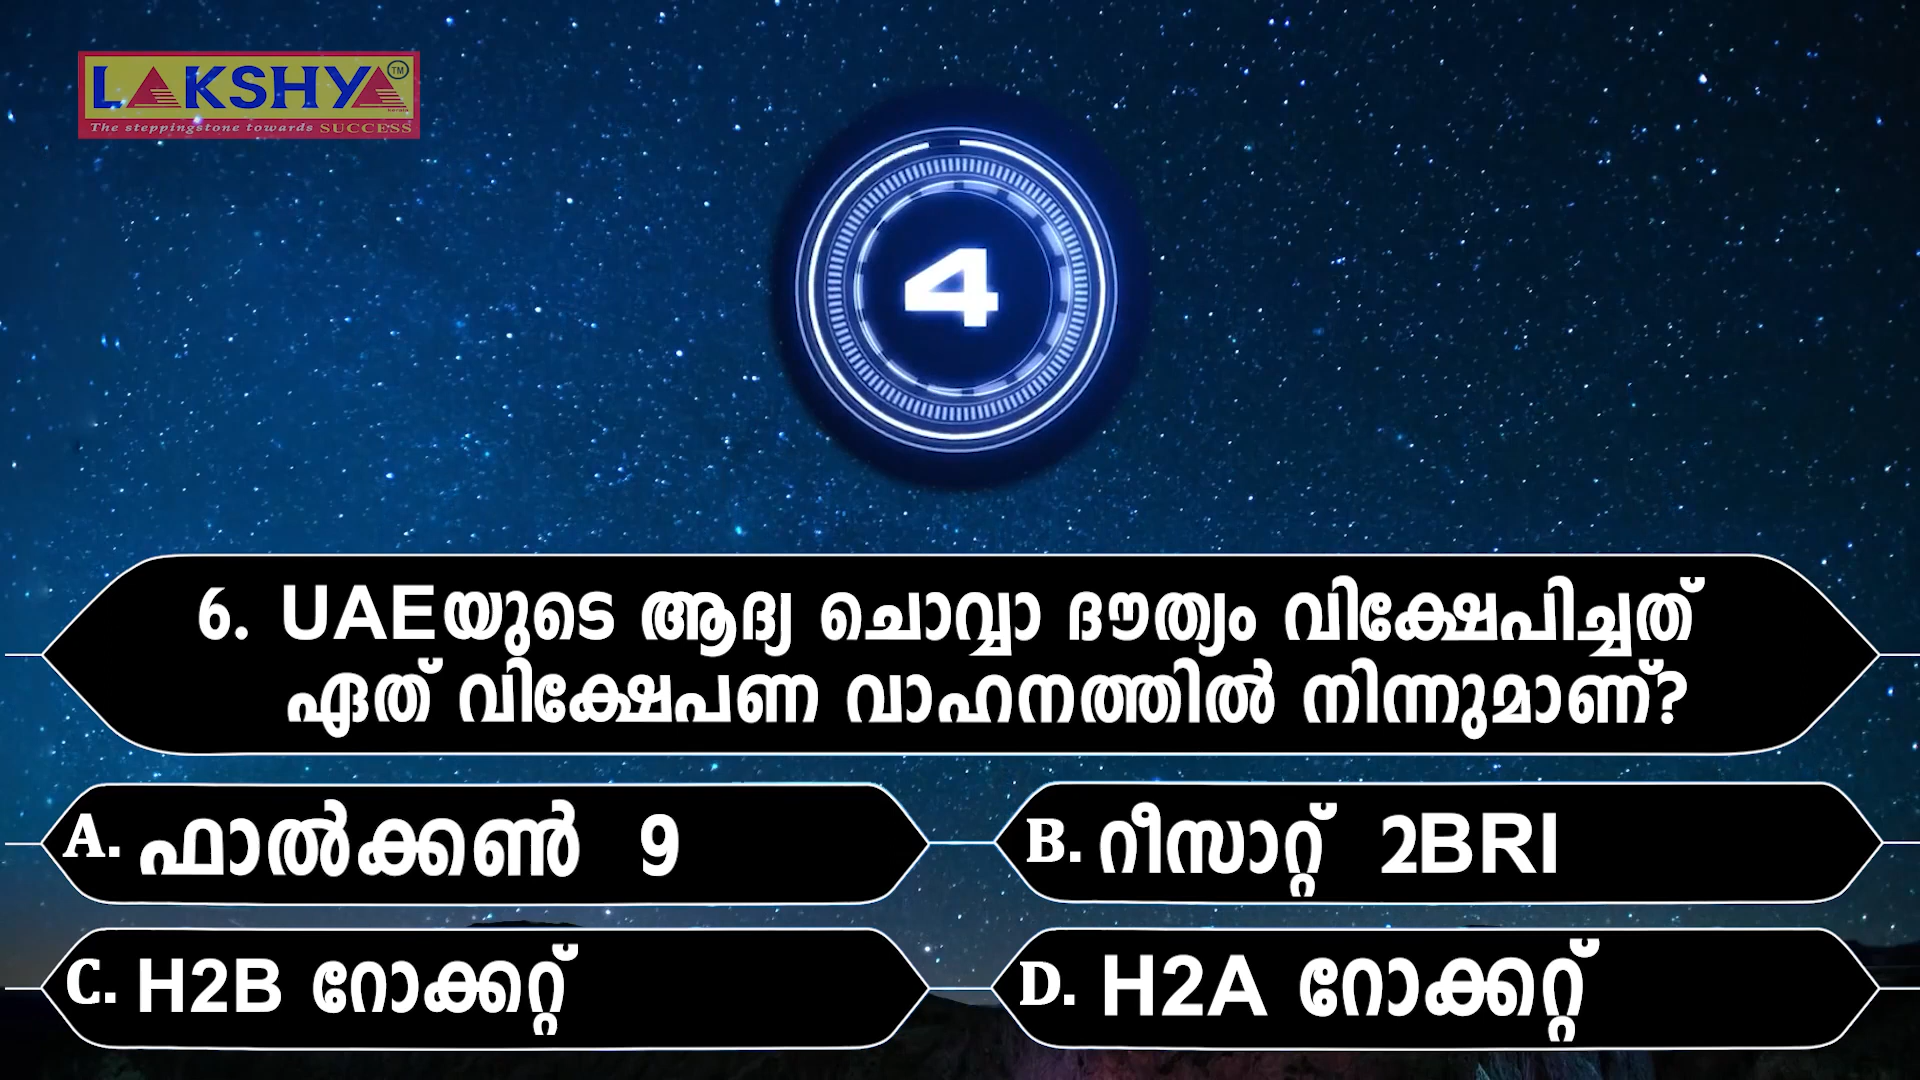 LAKSHYA TM
The steppingstone towards SUCCESS
4
6. UAEയുടെ ആദ്യ ചൊവ്വാ ദൗത്യം വിക്ഷേപിച്ചത്
ഏത് വിക്ഷേപണ വാഹനത്തിൽ നിന്നുമാണ്?
A. ഫാൽക്കൺ 9
B. റീസാറ്റ് 2BRI
C. H2B റോക്കറ്റ്
D. H2A റോക്കറ്റ്